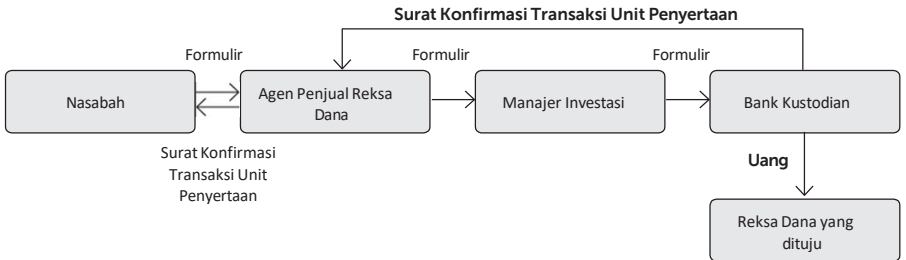 Surat Konfirmasi Transaksi Unit Penyertaan
Formulir
Formulir
Formulir
Nasabah
Agen Penjual Reksa
Dana
Manajer Investasi
Bank Kustodian
Surat Konfirmasi
Transaksi Unit
Penyertaan
Uang
Reksa Dana yang
dituju